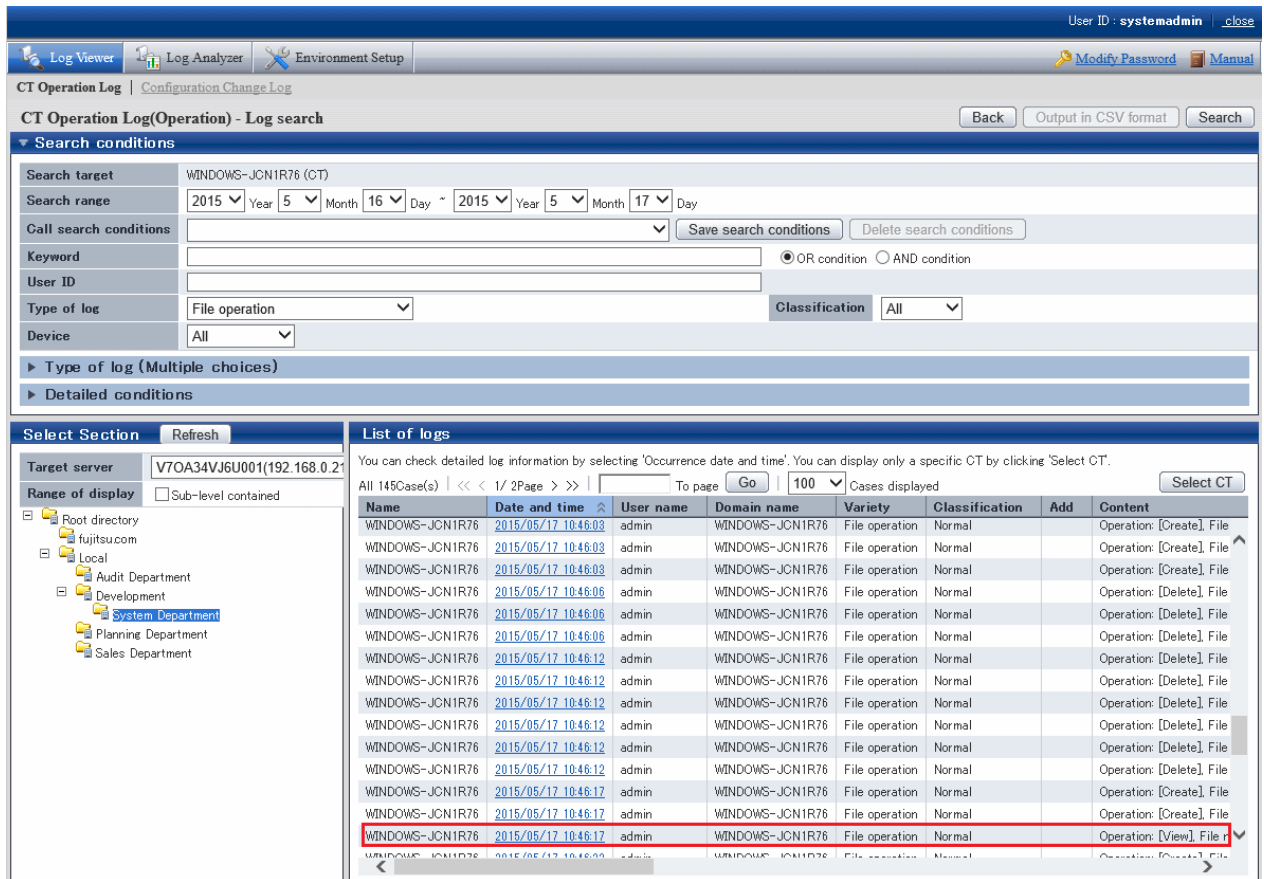 User ID : systemadmin close
Log Viewer Log Analyzer Environment Setup Modify Password Manual
CT Operation Log Configuration Change Log
CT Operation Log(Operation) - Log search Back Output in CSV format Search
Search conditions
Search target WINDOWS-JCN1R76 (CT)
Search range 2015 Year 5 Month 16 Day ~ 2015 Year 5 Month 17 Day
Call search conditions Save search conditions Delete search conditions
Keyword OR condition AND condition
User ID
Type of log File operation Classification All
Device All
Type of log (Multiple choices)
Detailed conditions
Select Section Refresh
Target server V7OA34VJ6U001(192.168.0.21
Range of display Sub-level contained
Root directory
fujitsu.com
Local
Audit Department
Development
System Department
Planning Department
Sales Department
List of logs
You can check detailed log information by selecting 'Occurrence date and time'. You can display only a specific CT by clicking 'Select CT'.
All 145Case(s) << < 1/ 2Page > >> To page Go 100 Cases displayed Select CT
Name Date and time User name Domain name Variety Classification Add Content
WINDOWS-JCN1R76 2015/05/17 10:46:03 admin WINDOWS-JCN1R76 File operation Normal Operation: [Create], File
WINDOWS-JCN1R76 2015/05/17 10:46:03 admin WINDOWS-JCN1R76 File operation Normal Operation: [Create], File
WINDOWS-JCN1R76 2015/05/17 10:46:03 admin WINDOWS-JCN1R76 File operation Normal Operation: [Create], File
WINDOWS-JCN1R76 2015/05/17 10:46:06 admin WINDOWS-JCN1R76 File operation Normal Operation: [Delete], File
WINDOWS-JCN1R76 2015/05/17 10:46:06 admin WINDOWS-JCN1R76 File operation Normal Operation: [Delete], File
WINDOWS-JCN1R76 2015/05/17 10:46:06 admin WINDOWS-JCN1R76 File operation Normal Operation: [Delete], File
WINDOWS-JCN1R76 2015/05/17 10:46:12 admin WINDOWS-JCN1R76 File operation Normal Operation: [Delete], File
WINDOWS-JCN1R76 2015/05/17 10:46:12 admin WINDOWS-JCN1R76 File operation Normal Operation: [Delete], File
WINDOWS-JCN1R76 2015/05/17 10:46:12 admin WINDOWS-JCN1R76 File operation Normal Operation: [Delete], File
WINDOWS-JCN1R76 2015/05/17 10:46:12 admin WINDOWS-JCN1R76 File operation Normal Operation: [Delete], File
WINDOWS-JCN1R76 2015/05/17 10:46:12 admin WINDOWS-JCN1R76 File operation Normal Operation: [Delete], File
WINDOWS-JCN1R76 2015/05/17 10:46:12 admin WINDOWS-JCN1R76 File operation Normal Operation: [Delete], File
WINDOWS-JCN1R76 2015/05/17 10:46:17 admin WINDOWS-JCN1R76 File operation Normal Operation: [Create], File
WINDOWS-JCN1R76 2015/05/17 10:46:17 admin WINDOWS-JCN1R76 File operation Normal Operation: [Create], File
WINDOWS-JCN1R76 2015/05/17 10:46:17 admin WINDOWS-JCN1R76 File operation Normal Operation: [View], File